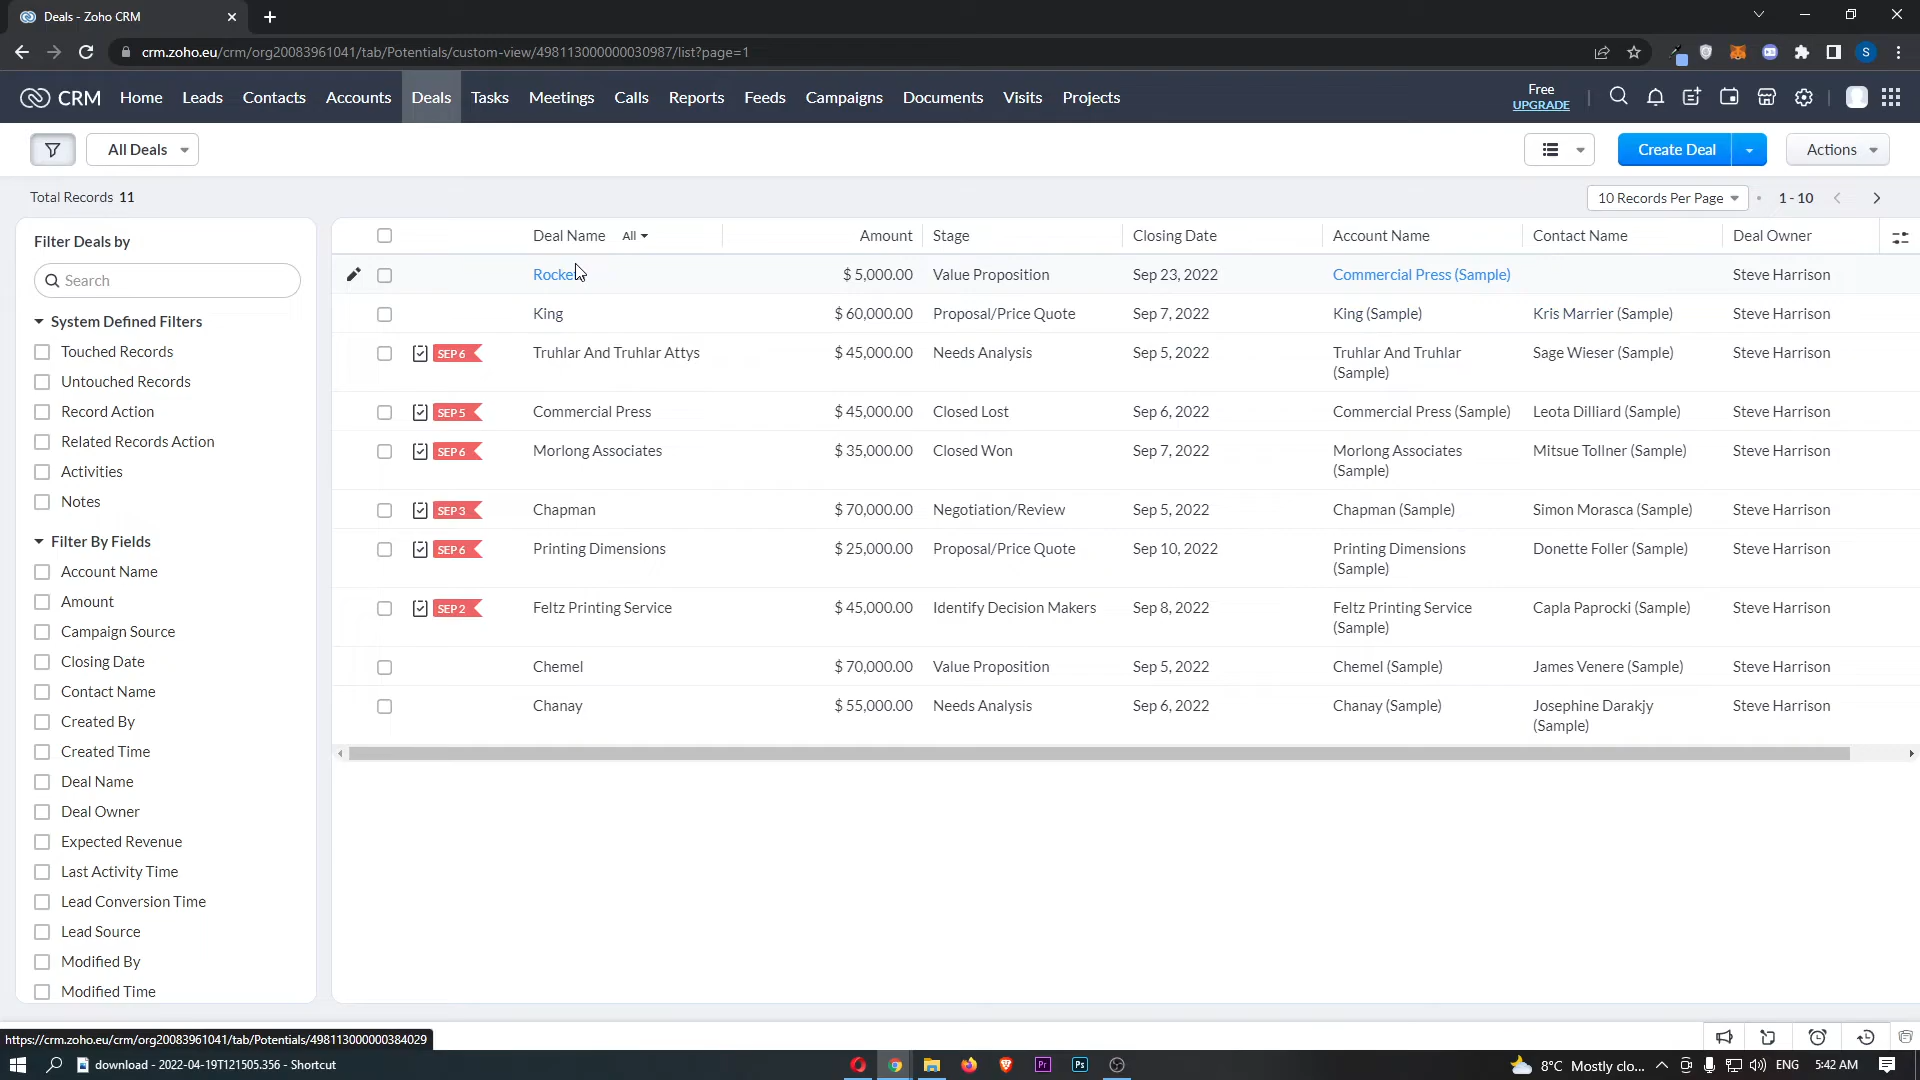 Deals - Zoho CRM
crm.zoho.eu/crm/org20083961041/tab/Potentials/custom-view/498113000000030987/list?page=1
S
CRM
Home
Leads
Contacts
Accounts
Deals
Tasks
Meetings
Calls
Reports
Feeds
Campaigns
Documents
Visits
Projects
Free
UPGRADE
All Deals
Create Deal
Actions
Total Records 11
10 Records Per Page
1 - 10
Filter Deals by
Search
System Defined Filters
Touched Records
Untouched Records
Record Action
Related Records Action
Activities
Notes
Filter By Fields
Account Name
Amount
Campaign Source
Closing Date
Contact Name
Created By
Created Time
Deal Name
Deal Owner
Expected Revenue
Last Activity Time
Lead Conversion Time
Lead Source
Modified By
Modified Time
Deal Name All Amount Stage Closing Date Account Name Contact Name Deal Owner
$ 5,000.00 Value Proposition Sep 23, 2022 Commercial Press (Sample) Steve Harrison
King $ 60,000.00 Proposal/Price Quote Sep 7, 2022 King (Sample) Kris Marrier (Sample) Steve Harrison
SEP 6 Truhlar And Truhlar Attys $ 45,000.00 Needs Analysis Sep 5, 2022 Truhlar And Truhlar Sage Wieser (Sample) Steve Harrison
(Sample)
SEP 5 Commercial Press $ 45,000.00 Closed Lost Sep 6, 2022 Commercial Press (Sample) Leota Dilliard (Sample) Steve Harrison
SEP 6 Morlong Associates $ 35,000.00 Closed Won Sep 7, 2022 Morlong Associates Mitsue Tollner (Sample) Steve Harrison
(Sample)
SEP 3 Chapman $ 70,000.00 Negotiation/Review Sep 5, 2022 Chapman (Sample) Simon Morasca (Sample) Steve Harrison
SEP 6 Printing Dimensions $ 25,000.00 Proposal/Price Quote Sep 10, 2022 Printing Dimensions Donette Foller (Sample) Steve Harrison
(Sample)
SEP 2 Feltz Printing Service $ 45,000.00 Identify Decision Makers Sep 8, 2022 Feltz Printing Service Capla Paprocki (Sample) Steve Harrison
(Sample)
Chemel $ 70,000.00 Value Proposition Sep 5, 2022 Chemel (Sample) James Venere (Sample) Steve Harrison
Chanay $ 55,000.00 Needs Analysis Sep 6, 2022 Chanay (Sample) Josephine Darakjy Steve Harrison
(Sample)
https://crm.zoho.eu/crm/org20083961041/tab/Potentials/498113000000384029
download - 2022-04-19T121505.356 - Shortcut
Pr
Ps
8°C Mostly clo...
ENG
5:42 AM